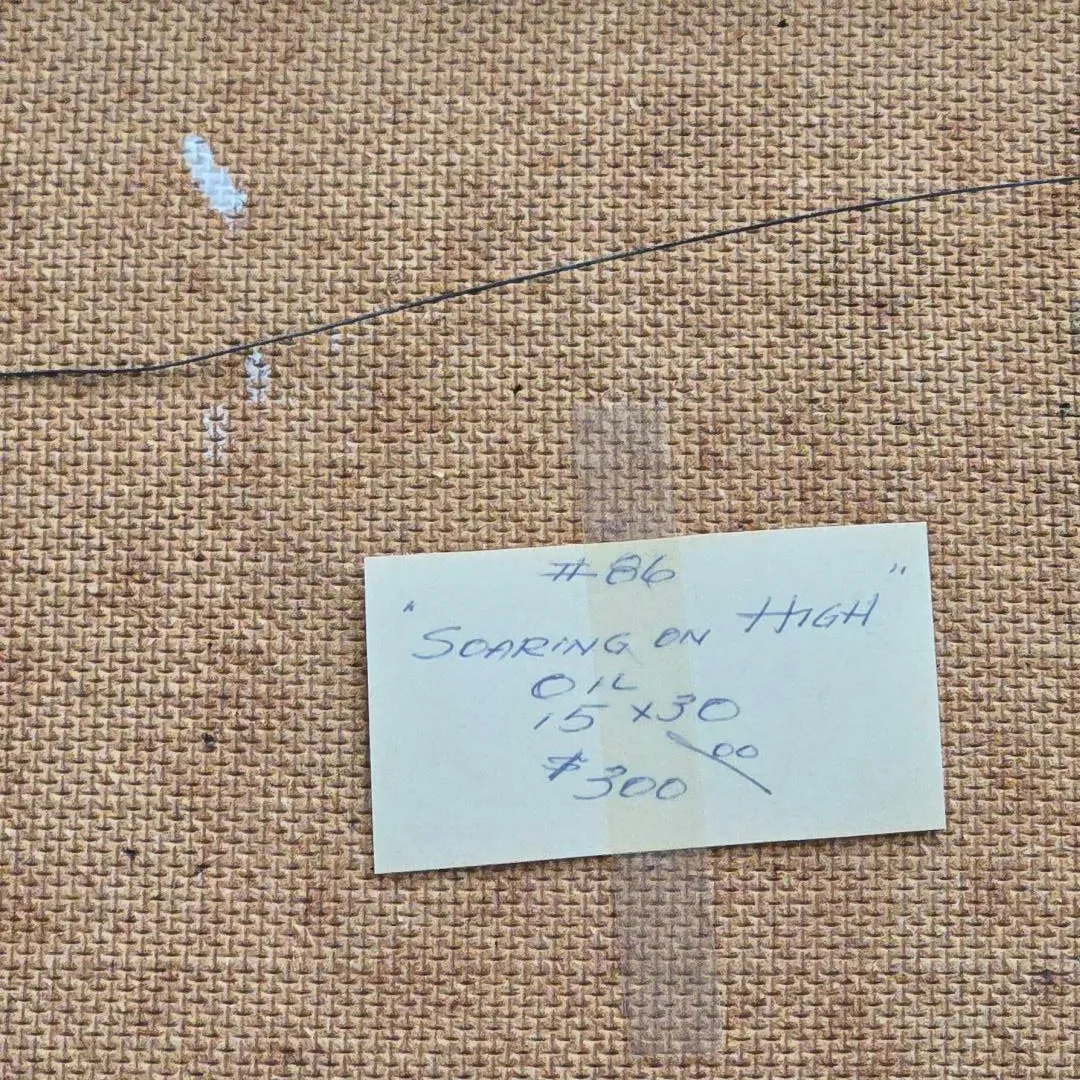 #86
"SOARING ON HIGH"
OIL
15 x 30
$300 00